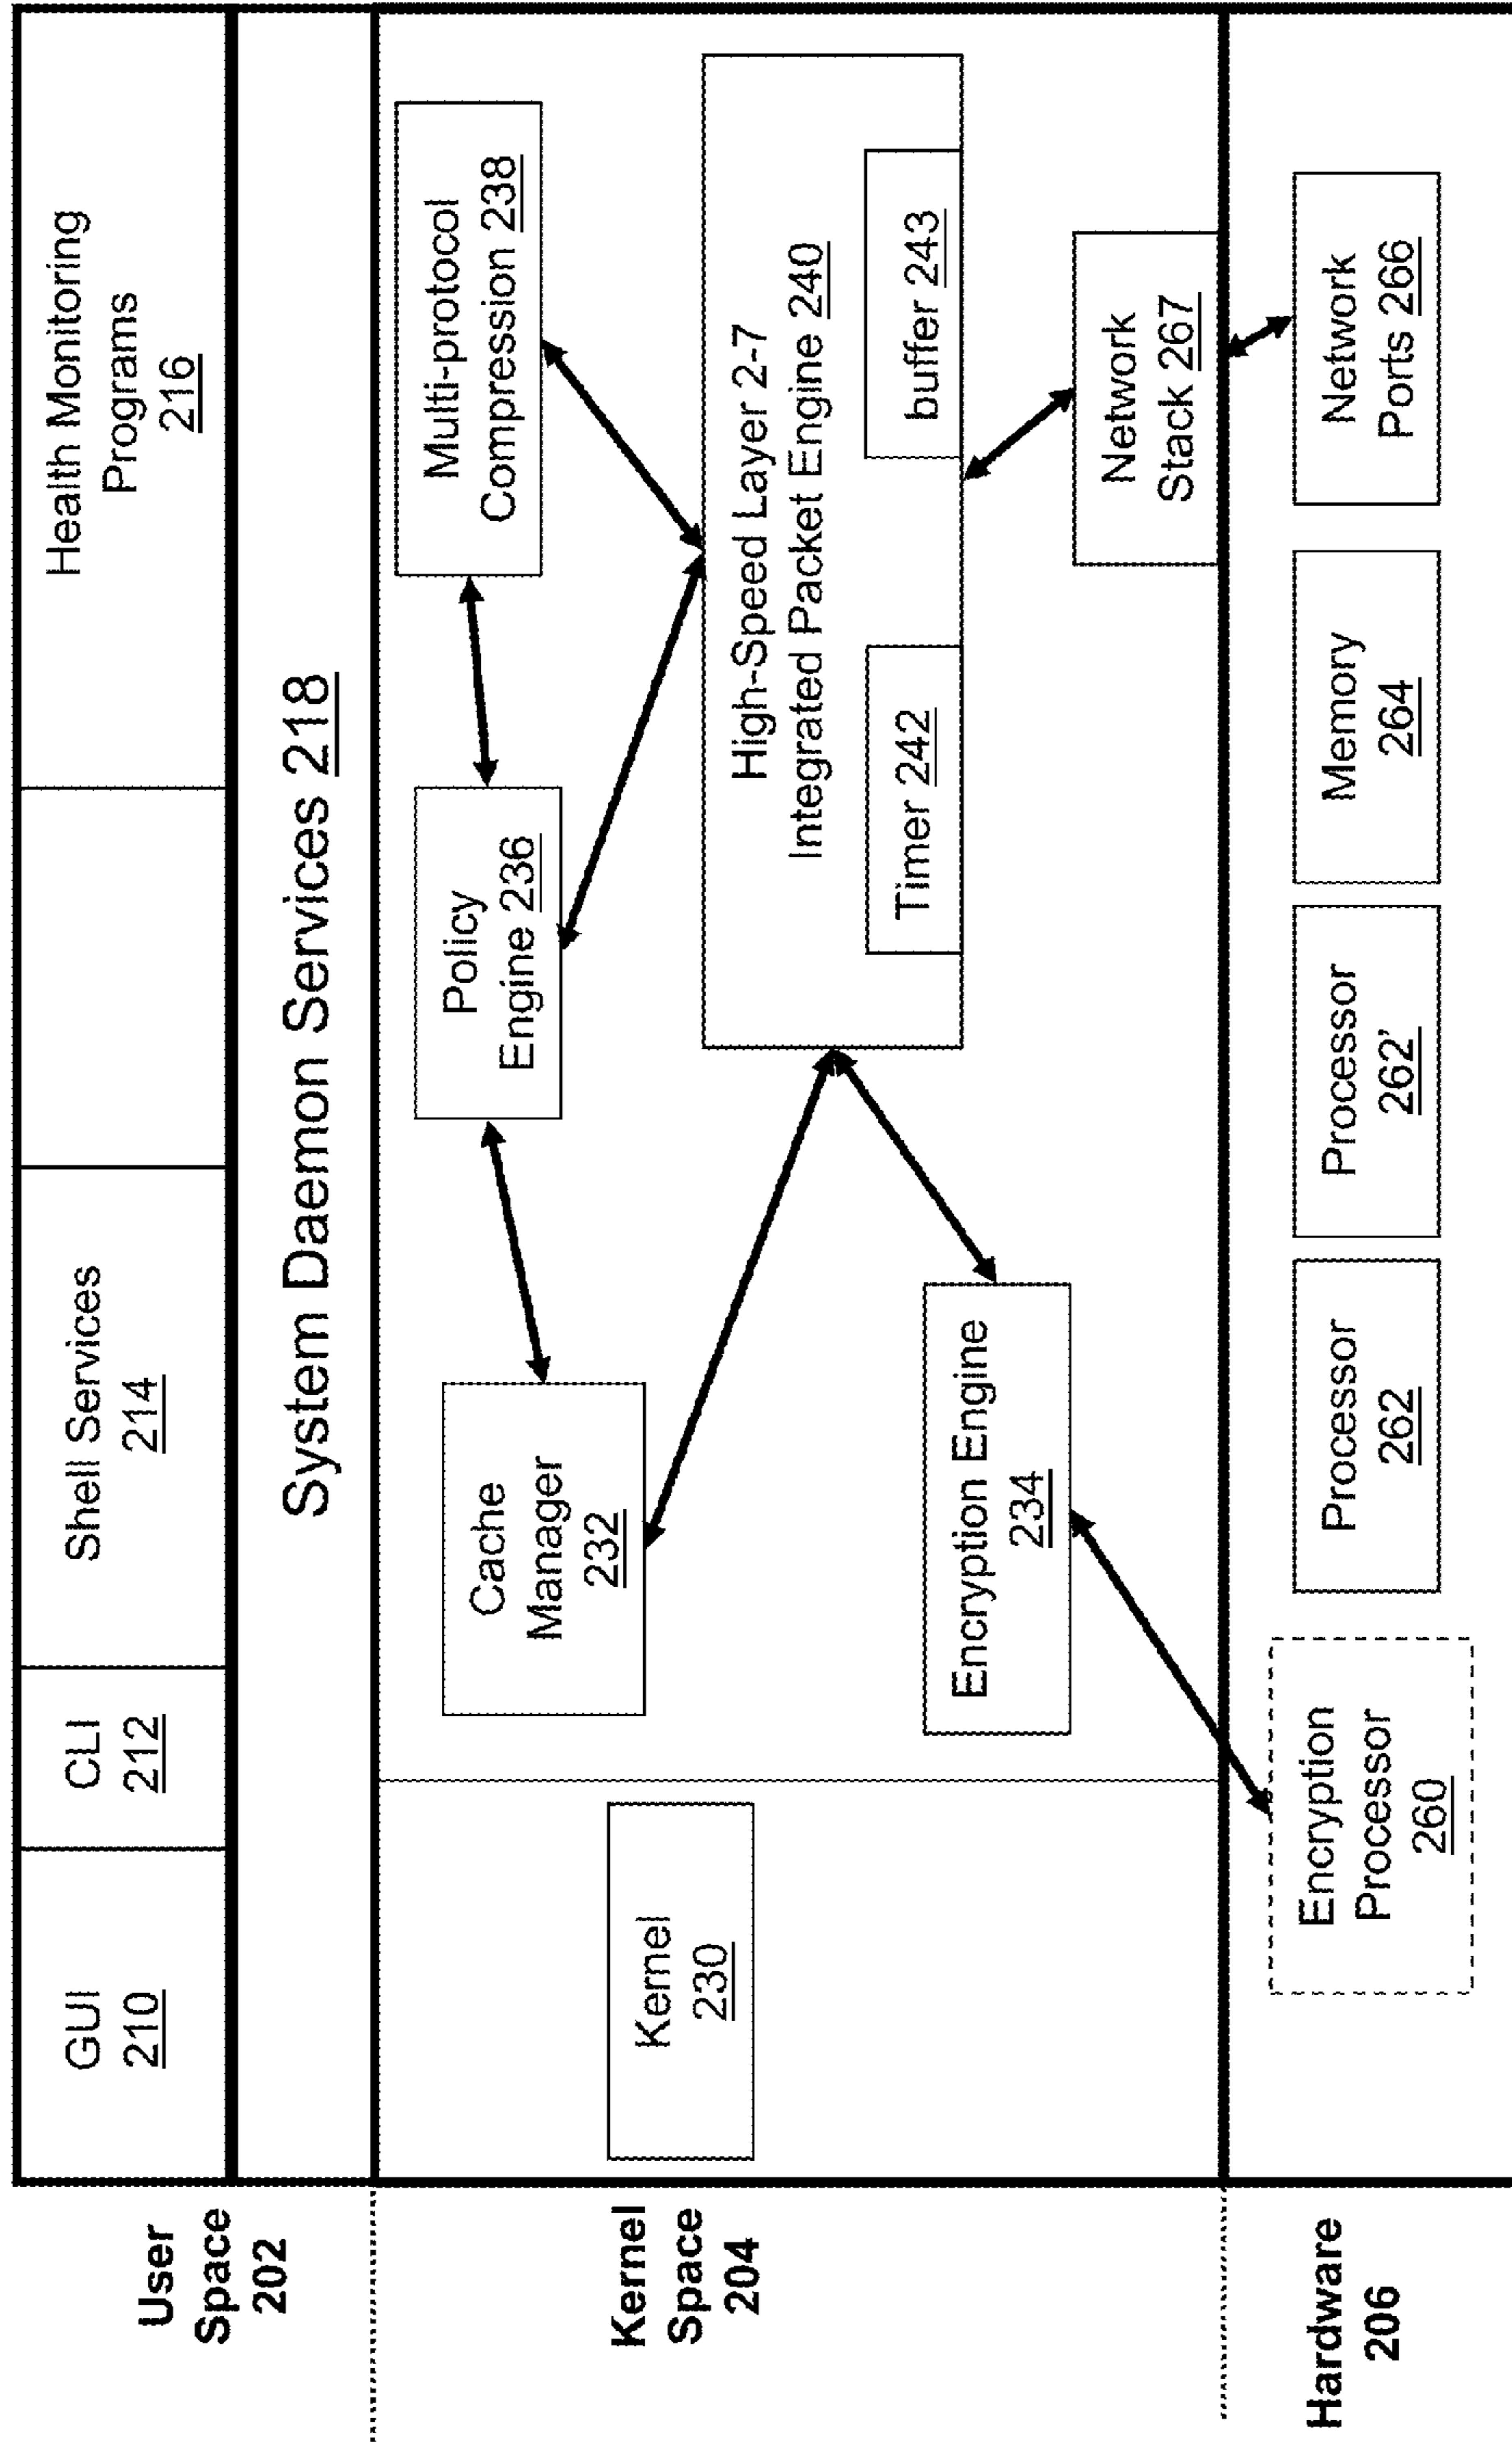 User
Space
202
GUI
210
CLI
212
Shell Services
214
Health Monitoring
Programs
216
System Daemon Services 218
Kernel
Space
204
Kernel
230
Cache
Manager
232
Policy
Engine 236
Multi-protocol
Compression 238
High-Speed Layer 2-7
Integrated Packet Engine 240
Timer 242
buffer 243
Encryption Engine
234
Network
Stack 267
Hardware
206
Encryption
Processor
260
Processor
262
Processor
262'
Memory
264
Network
Ports 266